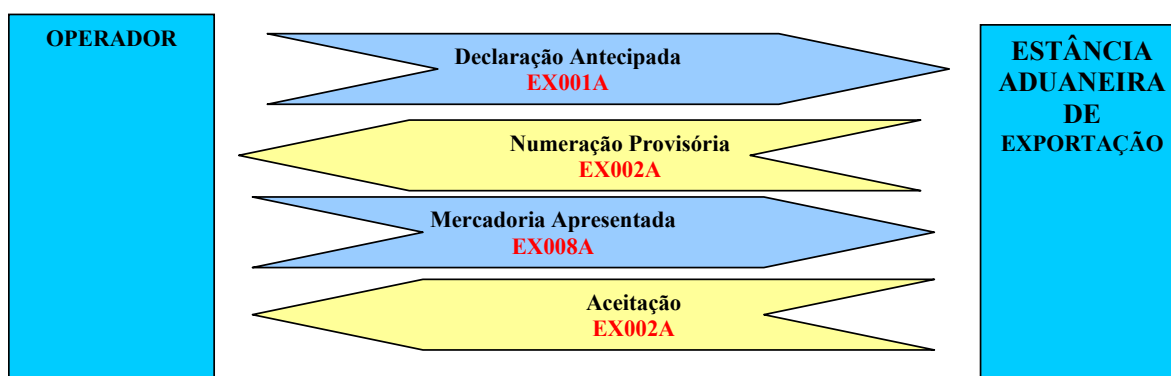 OPERADOR
Declaração Antecipada
EX001A
Numeração Provisória
EX002A
Mercadoria Apresentada
EX008A
Aceitação
EX002A
ESTÂNCIA
ADUANEIRA
DE
EXPORTAÇÃO